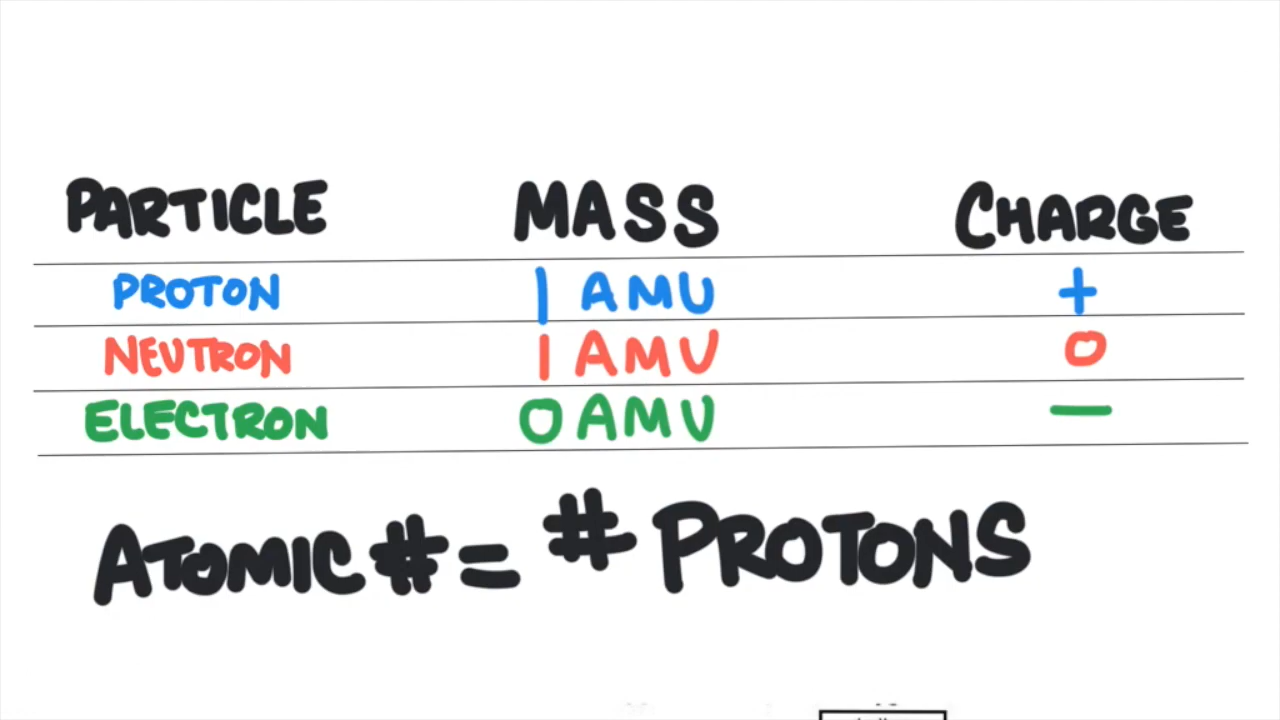 PARTICLE MASS CHARGE
PROTON 1 AMU +
NEUTRON 1 AMU 0
ELECTRON 0 AMU −
ATOMIC # = # PROTONS